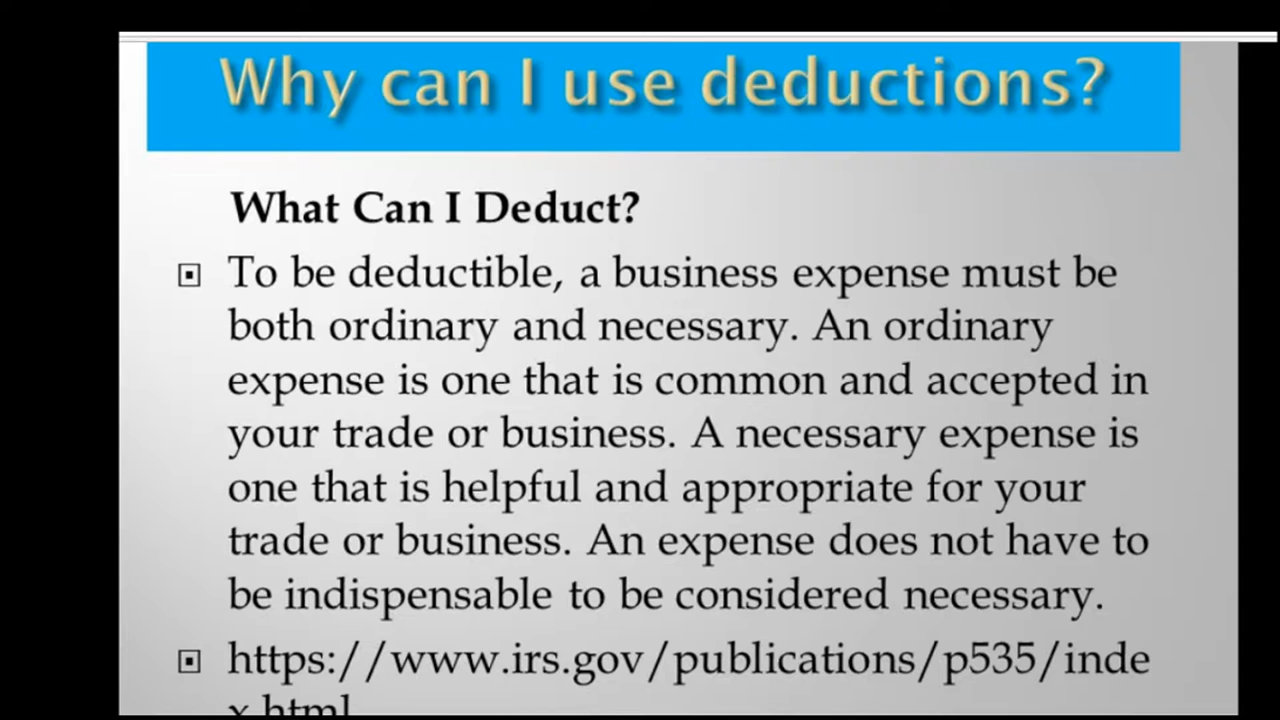 Why can I use deductions?
What Can I Deduct?
To be deductible, a business expense must be
both ordinary and necessary. An ordinary
expense is one that is common and accepted in
your trade or business. A necessary expense is
one that is helpful and appropriate for your
trade or business. An expense does not have to
be indispensable to be considered necessary.
https://www.irs.gov/publications/p535/inde
x.html